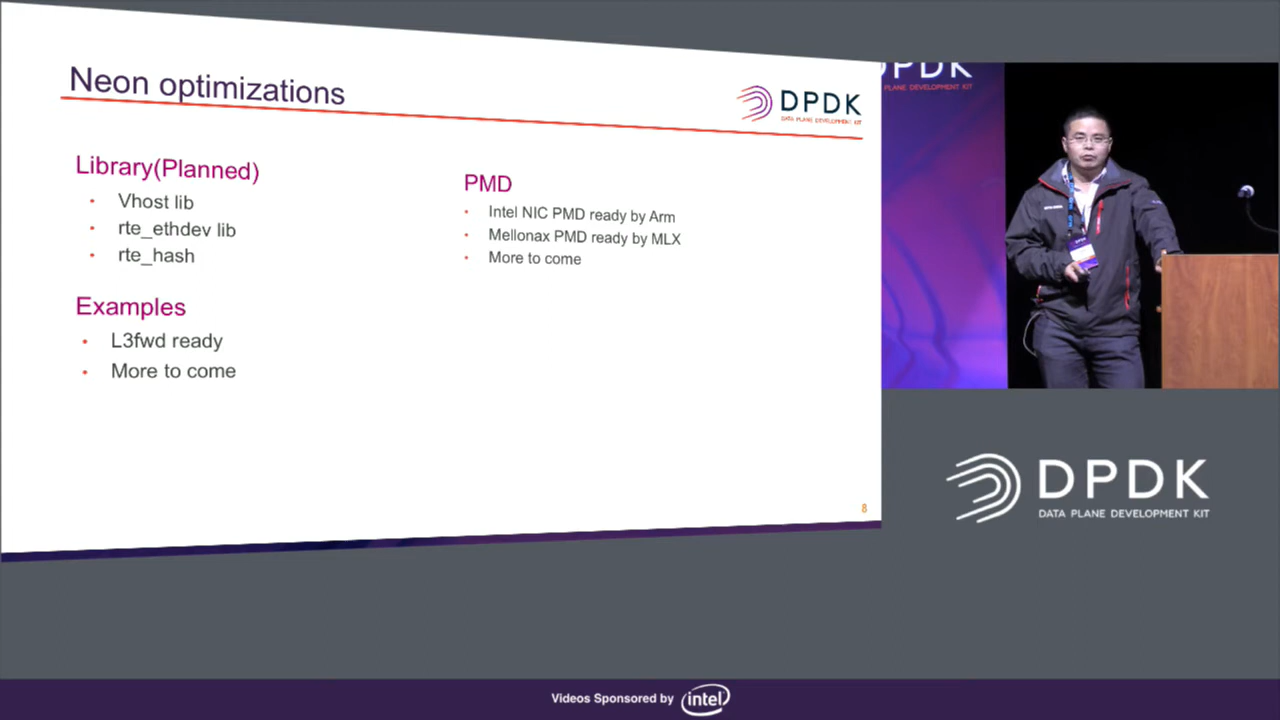 Neon optimizations
DPDK
DATA PLANE DEVELOPMENT KIT
Library(Planned)
• Vhost lib
• rte_ethdev lib
• rte_hash
Examples
• L3fwd ready
• More to come
PMD
• Intel NIC PMD ready by Arm
• Mellonax PMD ready by MLX
• More to come
8
DPDK
PLANE DEVELOPMENT KIT
DPDK
DATA PLANE DEVELOPMENT KIT
Videos Sponsored by intel